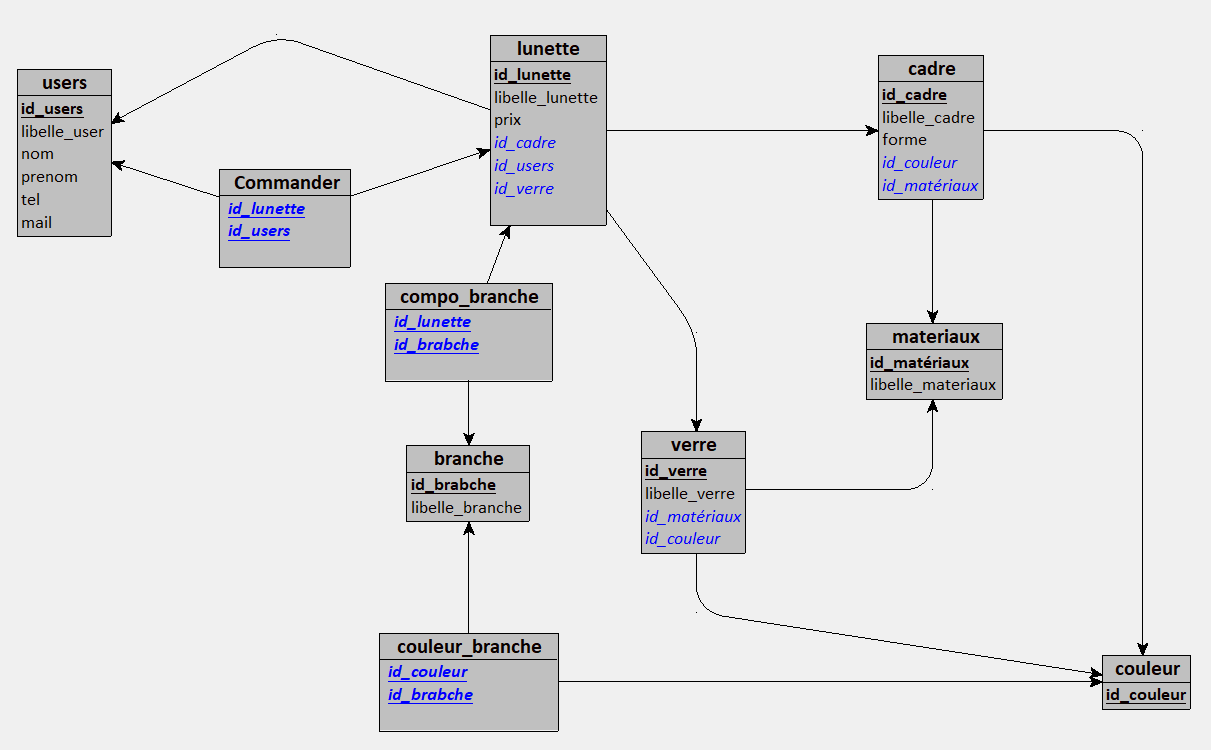 users
id_users
libelle_user
nom
prenom
tel
mail
Commander
id_lunette
id_users
lunette
id_lunette
libelle_lunette
prix
id_cadre
id_users
id_verre
cadre
id_cadre
libelle_cadre
forme
id_couleur
id_matériaux
compo_branche
id_lunette
id_brabche
materiaux
id_matériaux
libelle_materiaux
branche
id_brabche
libelle_branche
verre
id_verre
libelle_verre
id_matériaux
id_couleur
couleur_branche
id_couleur
id_brabche
couleur
id_couleur